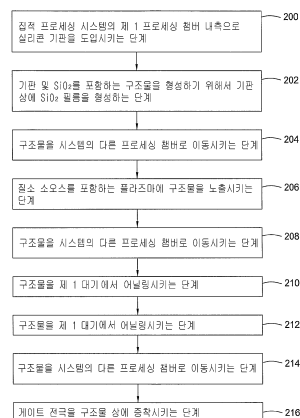 집적 프로세싱 시스템의 제 1 프로세싱 챔버 내측으로
실리콘 기판을 도입시키는 단계
200
기판 및 SiO₂를 포함하는 구조물을 형성하기 위해서 기판
상에 SiO₂ 필름을 형성하는 단계
202
구조물을 시스템의 다른 프로세싱 챔버로 이동시키는 단계
204
질소 소오스를 포함하는 플라즈마에 구조물을 노출시키는
단계
206
구조물을 시스템의 다른 프로세싱 챔버로 이동시키는 단계
208
구조물을 제 1 대기에서 어닐링시키는 단계
210
구조물을 제 1 대기에서 어닐링시키는 단계
212
구조물을 시스템의 다른 프로세싱 챔버로 이동시키는 단계
214
게이트 전극을 구조물 상에 증착시키는 단계
216